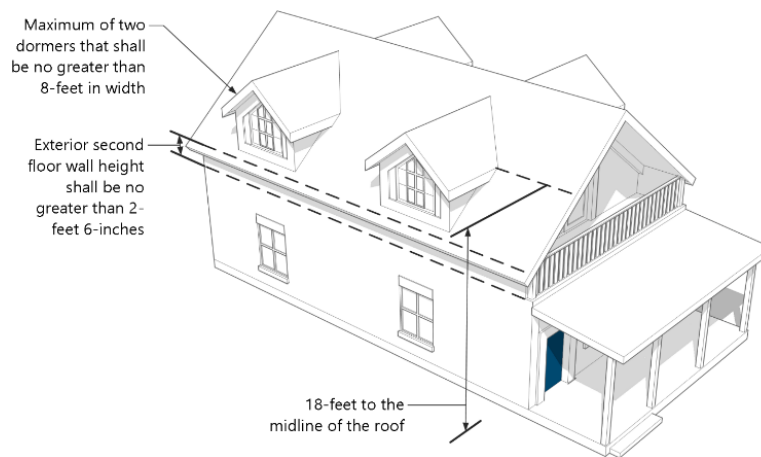 Maximum of two
dormers that shall
be no greater than
8-feet in width
Exterior second
floor wall height
shall be no
greater than 2-
feet 6-inches
18-feet to the
midline of the roof